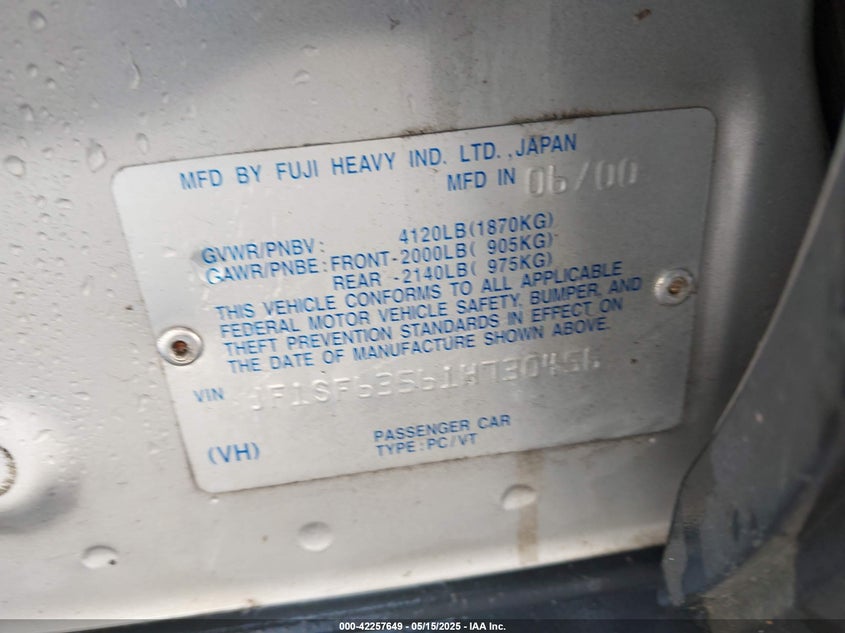 MFD BY FUJI HEAVY IND. LTD.,JAPAN
MFD IN 06/00
GVWR/PNBV: 4120LB(1870KG)
GAWR/PNBE:FRONT-2000LB( 905KG)
REAR -2140LB( 975KG)
THIS VEHICLE CONFORMS TO ALL APPLICABLE
FEDERAL MOTOR VEHICLE SAFETY, BUMPER, AND
THEFT PREVENTION STANDARDS IN EFFECT ON
THE DATE OF MANUFACTURE SHOWN ABOVE.
VIN JF1SF63561H730456
(VH) PASSENGER CAR
TYPE:PC/VT
000-42257649 - 05/15/2025 - IAA Inc.